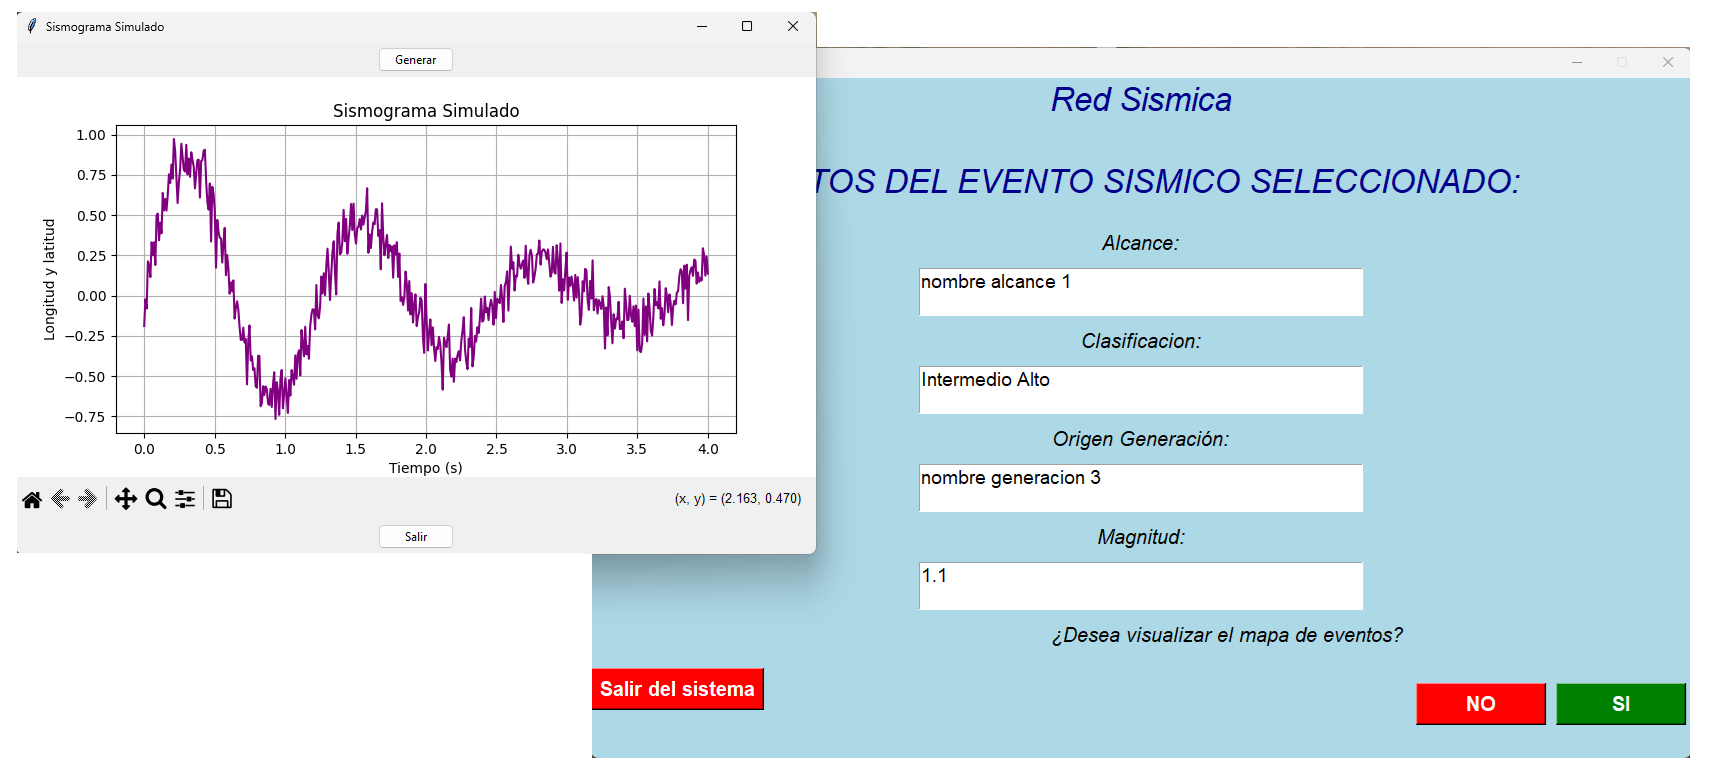 Sismograma Simulado
Generar
Sismograma Simulado
1.00
0.75
0.50
0.25
0.00
−0.25
−0.50
−0.75
Longitud y latitud
0.0 0.5 1.0 1.5 2.0 2.5 3.0 3.5 4.0
Tiempo (s)
(x, y) = (2.163, 0.470)
Salir
Red Sismica
TOS DEL EVENTO SISMICO SELECCIONADO:
Alcance:
nombre alcance 1
Clasificacion:
Intermedio Alto
Origen Generación:
nombre generacion 3
Magnitud:
1.1
¿Desea visualizar el mapa de eventos?
Salir del sistema
NO
SI